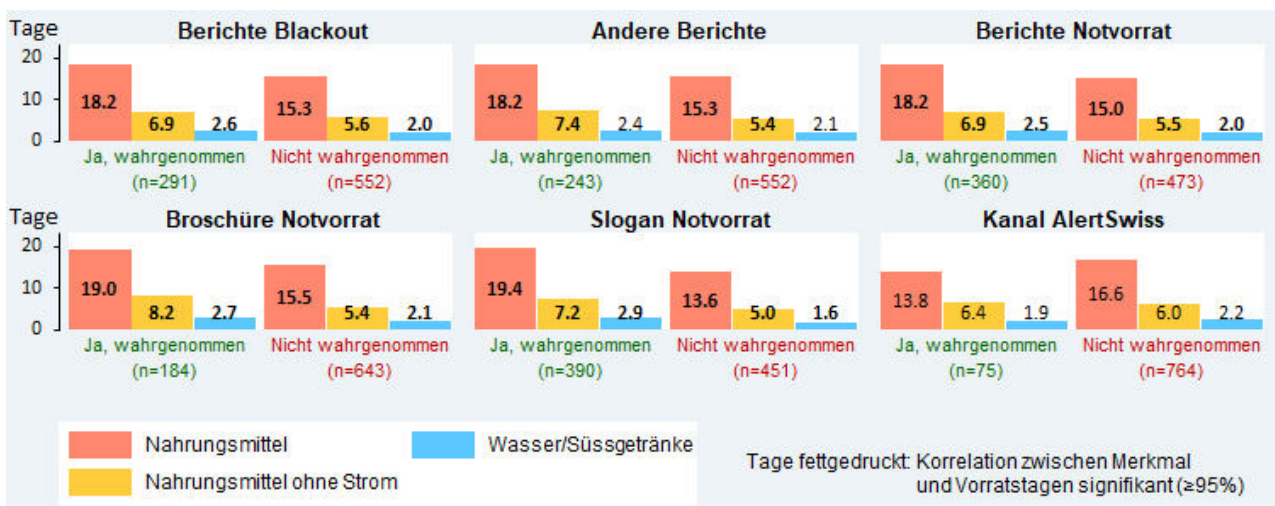 Tage
Berichte Blackout
Andere Berichte
Berichte Notvorrat
20
10
0
18.2 6.9 2.6 15.3 5.6 2.0
18.2 7.4 2.4 15.3 5.4 2.1
18.2 6.9 2.5 15.0 5.5 2.0
Ja, wahrgenommen Nicht wahrgenommen
(n=291) (n=552)
Ja, wahrgenommen Nicht wahrgenommen
(n=243) (n=552)
Ja, wahrgenommen Nicht wahrgenommen
(n=360) (n=473)
Tage
Broschüre Notvorrat
Slogan Notvorrat
Kanal AlertSwiss
20
10
0
19.0 8.2 2.7 15.5 5.4 2.1
19.4 7.2 2.9 13.6 5.0 1.6
13.8 6.4 1.9 16.6 6.0 2.2
Ja, wahrgenommen Nicht wahrgenommen
(n=184) (n=643)
Ja, wahrgenommen Nicht wahrgenommen
(n=390) (n=451)
Ja, wahrgenommen Nicht wahrgenommen
(n=75) (n=764)
Nahrungsmittel
Wasser/Süssgetränke
Nahrungsmittel ohne Strom
Tage fettgedruckt: Korrelation zwischen Merkmal
und Vorratstagen signifikant (≥95%)